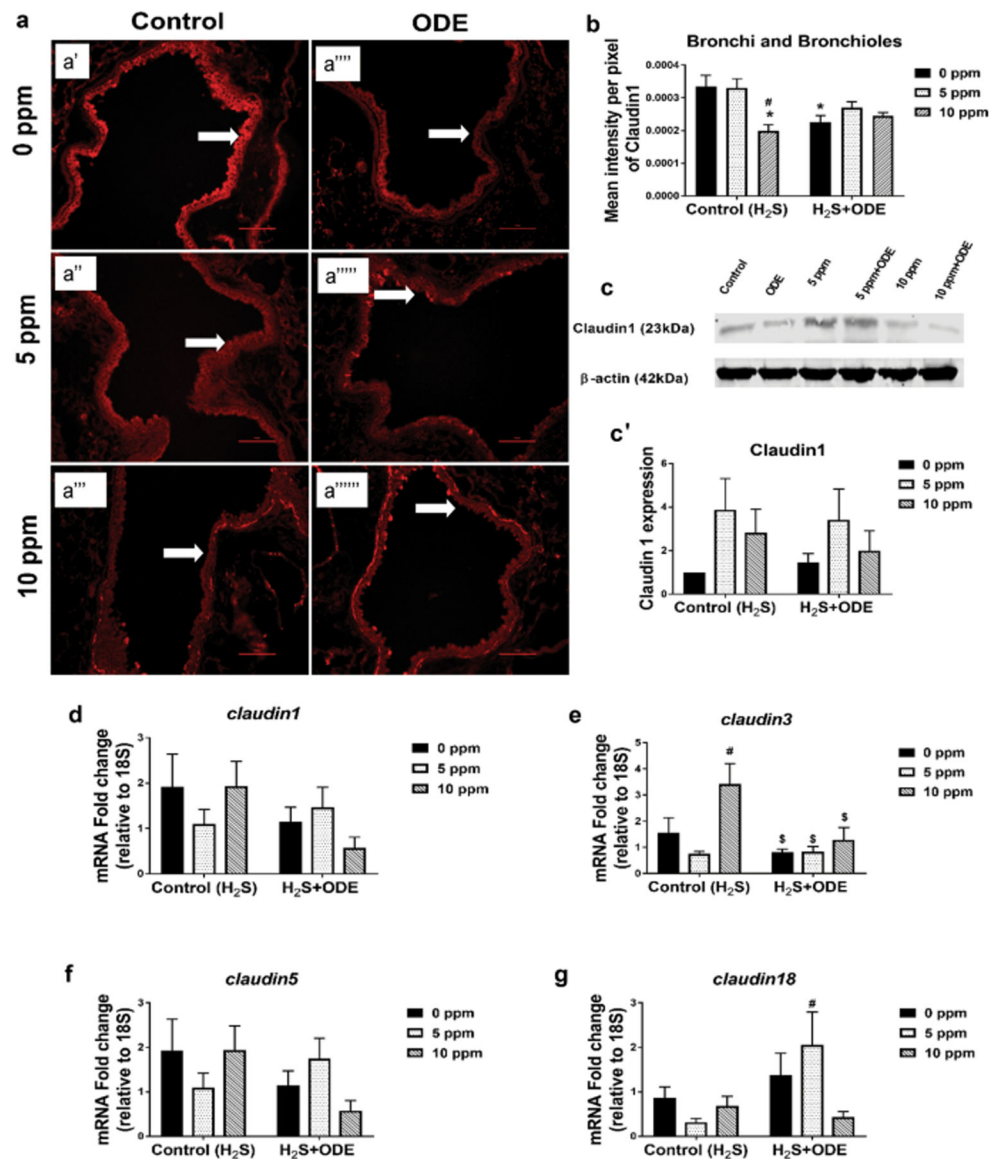 a
Control
ODE
0 ppm
5 ppm
10 ppm
a'
a''''
a''
a'''''
a'''
a''''''
b
Bronchi and Bronchioles
Mean intensity per pixel
of Claudin1
0.0004
0.0003
0.0002
0.0001
0.0000
#
*
*
0 ppm
5 ppm
10 ppm
Control (H₂S)
H₂S+ODE
c
Control
ODE
5 ppm
5 ppm+ODE
10 ppm
10 ppm+ODE
Claudin1 (23kDa)
β-actin (42kDa)
c'
Claudin1
Claudin 1 expression
6
4
2
0
0 ppm
5 ppm
10 ppm
Control (H₂S)
H₂S+ODE
d
claudin1
mRNA Fold change
(relative to 18S)
3
2
1
0
0 ppm
5 ppm
10 ppm
Control (H₂S)
H₂S+ODE
e
claudin3
mRNA Fold change
(relative to 18S)
5
4
3
2
1
0
#
$
$
$
0 ppm
5 ppm
10 ppm
Control (H₂S)
H₂S+ODE
f
claudin5
mRNA Fold change
(relative to 18S)
3
2
1
0
0 ppm
5 ppm
10 ppm
Control (H₂S)
H₂S+ODE
g
claudin18
mRNA Fold change
(relative to 18S)
3
2
1
0
#
0 ppm
5 ppm
10 ppm
Control (H₂S)
H₂S+ODE